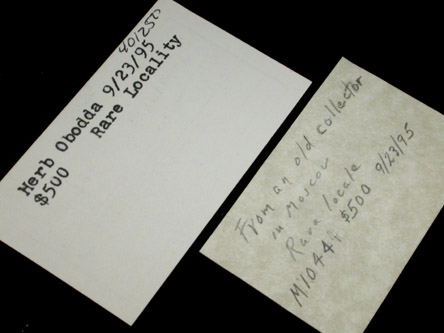 40/250
Herb Obodda 9/23/95
$500 Rare Locality
From an old collector
in Moscow
Rare locale
M10441 $500 9/23/95